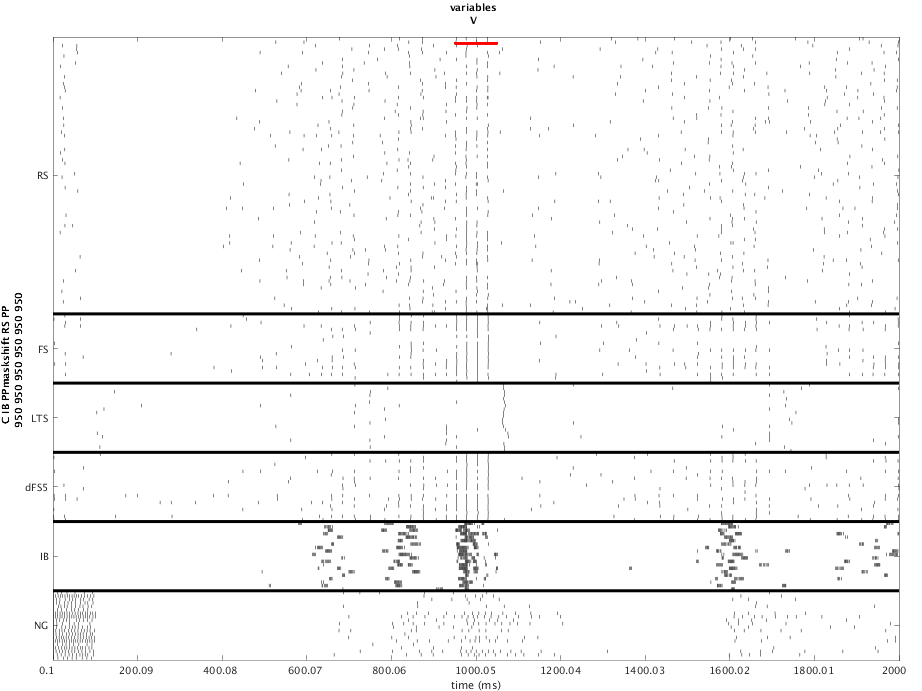 variables
V
C IB PPmaskshift RS PP
950 950 950 950 950 950
RS
FS
LTS
dFS5
IB
NG
0.1 200.09 400.08 600.07 800.06 1000.05 1200.04 1400.03 1600.02 1800.01 2000
time (ms)